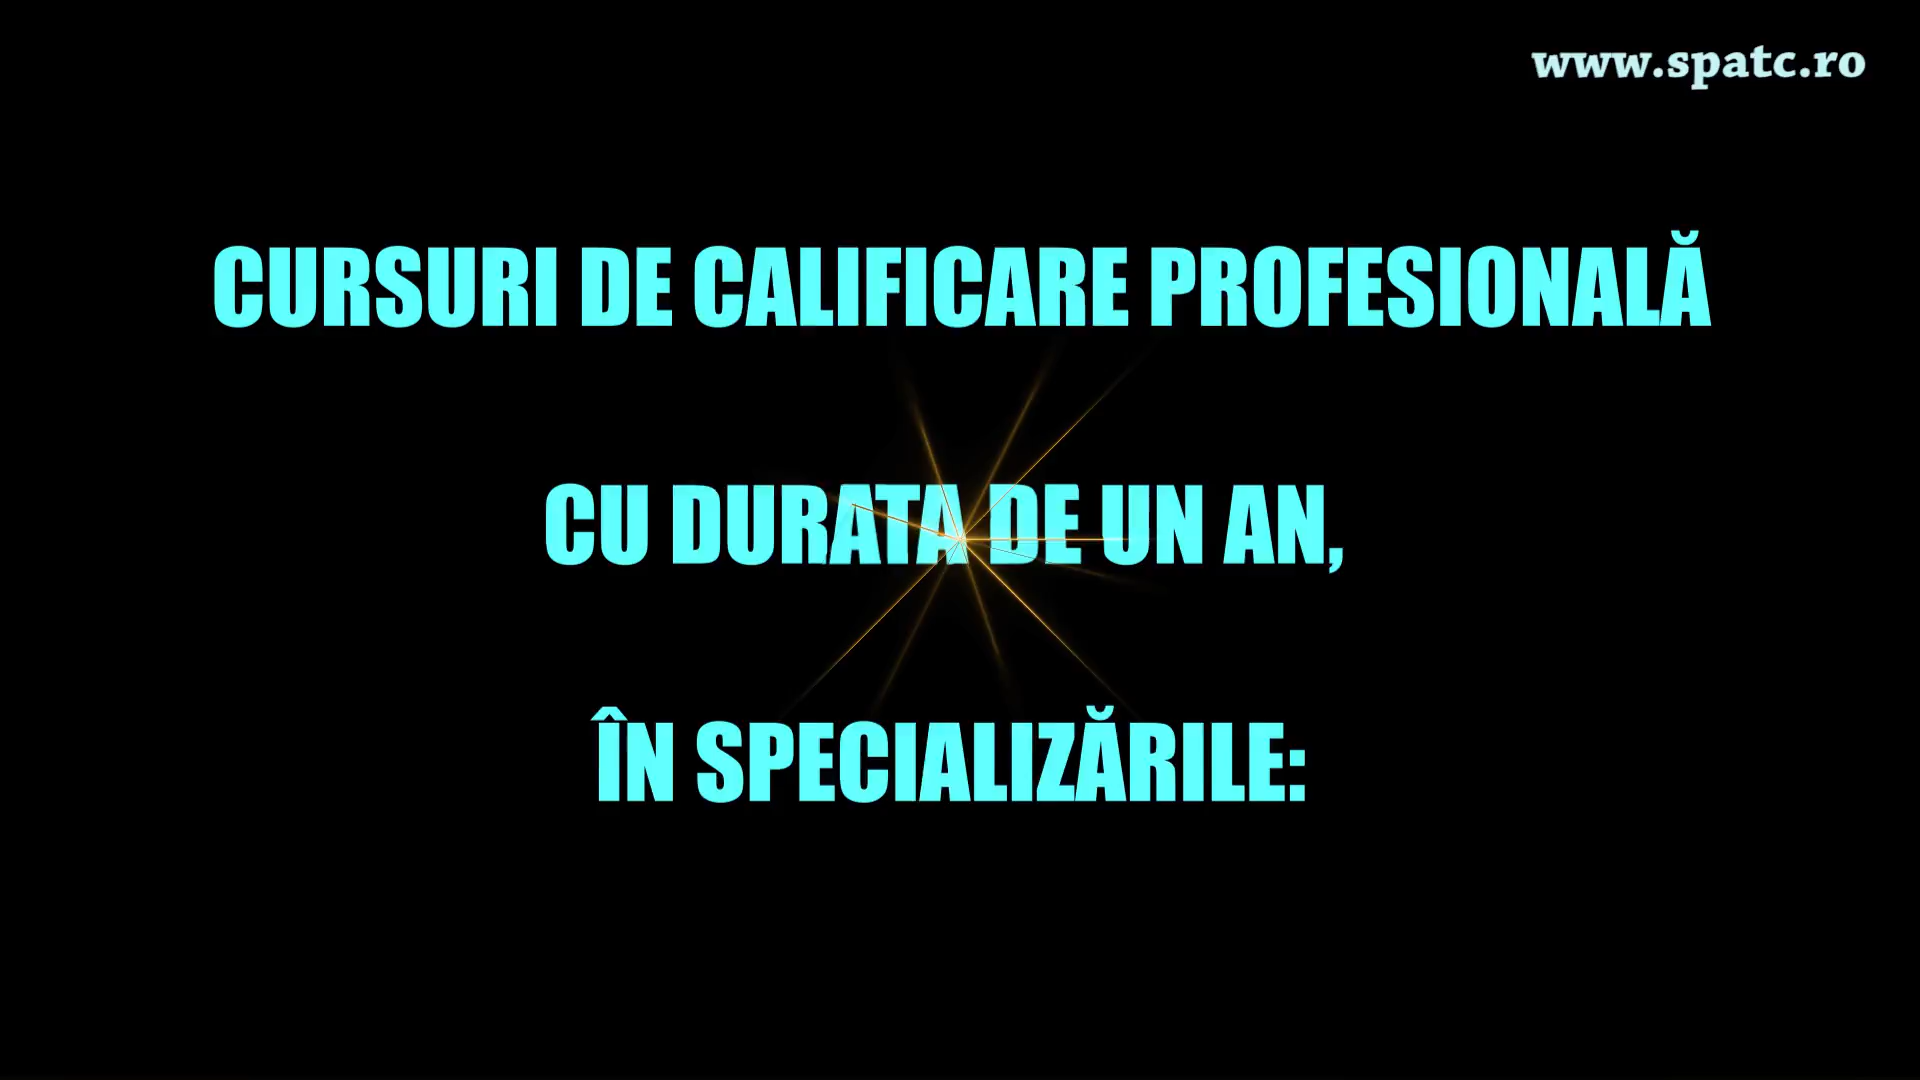 www.spatc.ro
CURSURI DE CALIFICARE PROFESIONALĂ
CU DURATA DE UN AN,
ÎN SPECIALIZĂRILE: